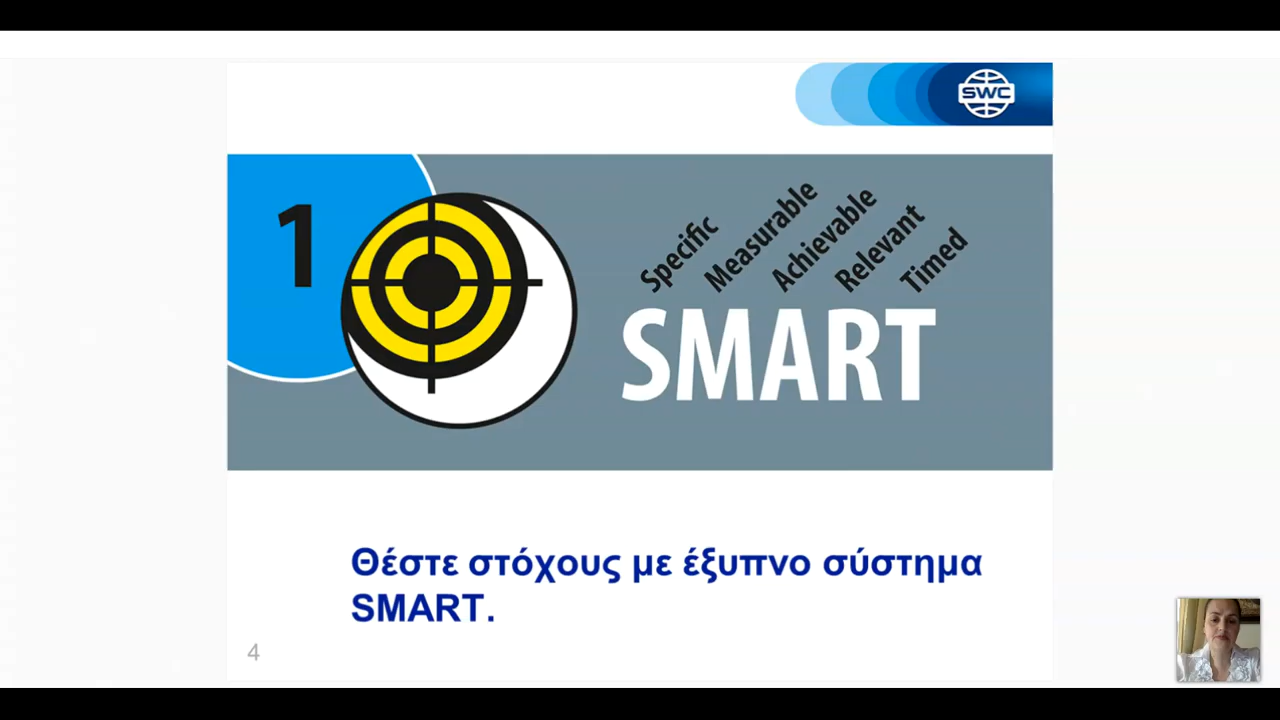 SWC
1
Specific
Measurable
Achievable
Relevant
Timed
SMART
Θέστε στόχους με έξυπνο σύστημα
SMART.
4